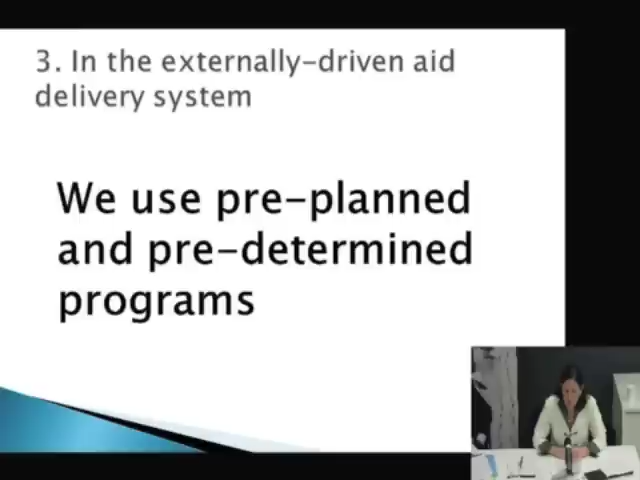 3. In the externally-driven aid
delivery system
We use pre-planned
and pre-determined
programs